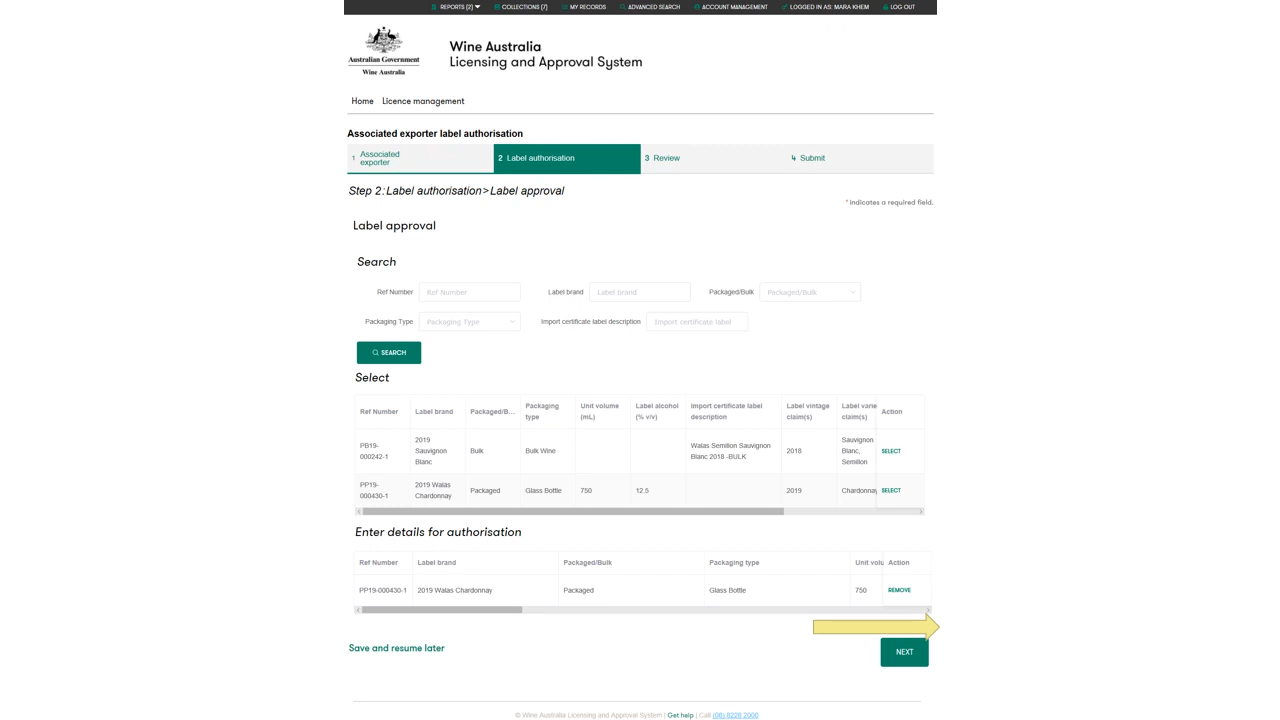 REPORTS (2) COLLECTIONS (7) MY RECORDS ADVANCED SEARCH ACCOUNT MANAGEMENT LOGGED IN AS: MARA KHEM LOG OUT
Australian Government
Wine Australia
Wine Australia
Licensing and Approval System
Home Licence management
Associated exporter label authorisation
1 Associated exporter 2 Label authorisation 3 Review 4 Submit
Step 2:Label authorisation>Label approval
* indicates a required field.
Label approval
Search
Ref Number Ref Number Label brand Label brand Packaged/Bulk Packaged/Bulk
Packaging Type Packaging Type Import certificate label description Import certificate label
SEARCH
Select
Ref Number Label brand Packaged/B... Packaging type Unit volume (mL) Label alcohol (% v/v) Import certificate label description Label vintage claim(s) Label varie claim(s) Action
PB19-000242-1 2019 Sauvignon Blanc Bulk Bulk Wine Walas Semillon Sauvignon Blanc 2018 -BULK 2018 Sauvignon Blanc, Semillon SELECT
PP19-000430-1 2019 Walas Chardonnay Packaged Glass Bottle 750 12.5 2019 Chardonnay SELECT
Enter details for authorisation
Ref Number Label brand Packaged/Bulk Packaging type Unit volu Action
PP19-000430-1 2019 Walas Chardonnay Packaged Glass Bottle 750 REMOVE
Save and resume later
NEXT
© Wine Australia Licensing and Approval System | Get help | Call (08) 8228 2000